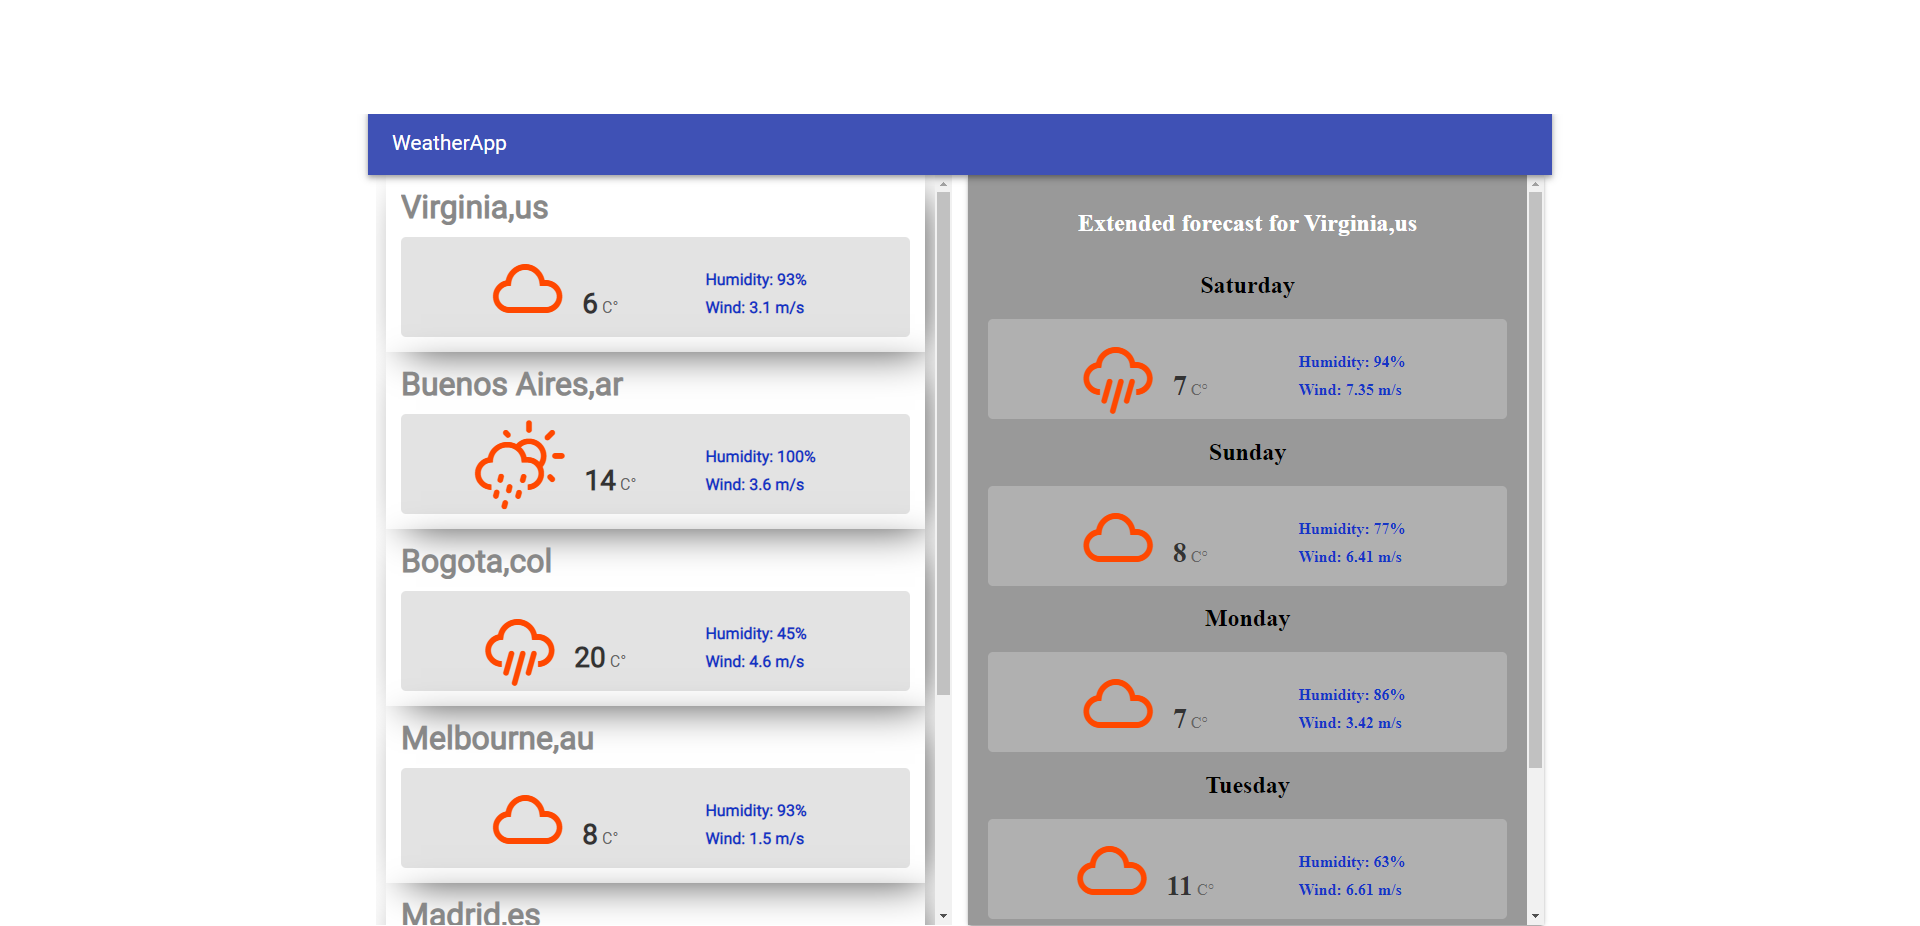 WeatherApp
Virginia,us
6 C°
Humidity: 93%
Wind: 3.1 m/s
Buenos Aires,ar
14 C°
Humidity: 100%
Wind: 3.6 m/s
Bogota,col
20 C°
Humidity: 45%
Wind: 4.6 m/s
Melbourne,au
8 C°
Humidity: 93%
Wind: 1.5 m/s
Madrid,es
Extended forecast for Virginia,us
Saturday
7 C°
Humidity: 94%
Wind: 7.35 m/s
Sunday
8 C°
Humidity: 77%
Wind: 6.41 m/s
Monday
7 C°
Humidity: 86%
Wind: 3.42 m/s
Tuesday
11 C°
Humidity: 63%
Wind: 6.61 m/s